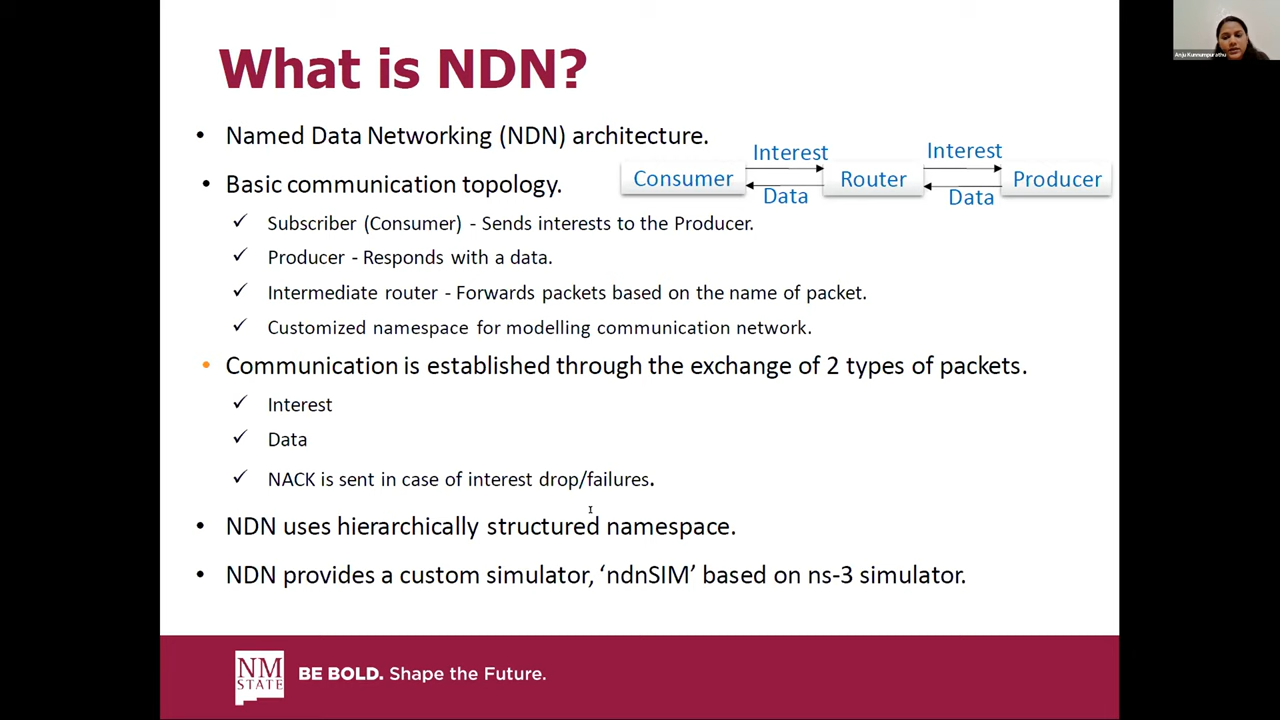 What is NDN?
Anju Kunnumpurathu
• Named Data Networking (NDN) architecture.
Interest
Interest
Consumer
Router
Producer
Data
Data
• Basic communication topology.
✓ Subscriber (Consumer) - Sends interests to the Producer.
✓ Producer - Responds with a data.
✓ Intermediate router - Forwards packets based on the name of packet.
✓ Customized namespace for modelling communication network.
• Communication is established through the exchange of 2 types of packets.
✓ Interest
✓ Data
✓ NACK is sent in case of interest drop/failures.
• NDN uses hierarchically structured namespace.
• NDN provides a custom simulator, ‘ndnSIM’ based on ns-3 simulator.
NM
STATE
BE BOLD. Shape the Future.